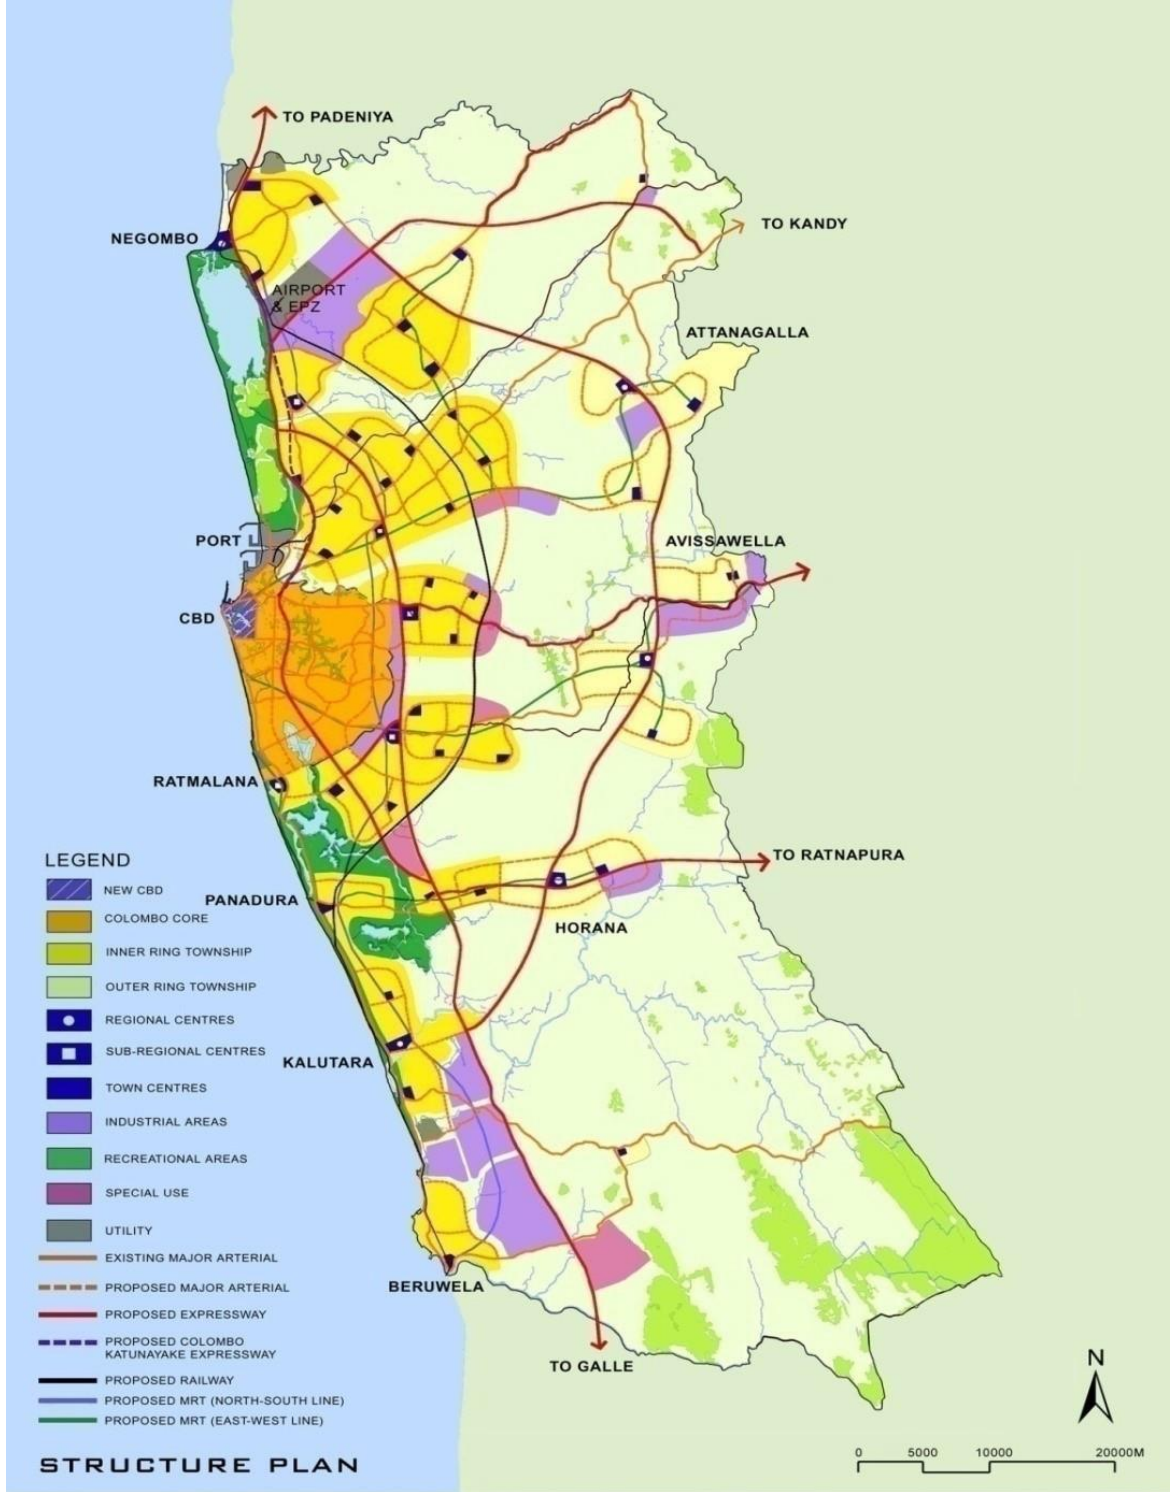 TO PADENIYA
TO KANDY
NEGOMBO
AIRPORT
& EPZ
ATTANAGALLA
PORT
AVISSAWELLA
CBD
RATMALANA
TO RATNAPURA
PANADURA
HORANA
KALUTARA
BERUWELA
TO GALLE
LEGEND
NEW CBD
COLOMBO CORE
INNER RING TOWNSHIP
OUTER RING TOWNSHIP
REGIONAL CENTRES
SUB-REGIONAL CENTRES
TOWN CENTRES
INDUSTRIAL AREAS
RECREATIONAL AREAS
SPECIAL USE
UTILITY
EXISTING MAJOR ARTERIAL
PROPOSED MAJOR ARTERIAL
PROPOSED EXPRESSWAY
PROPOSED COLOMBO
KATUNAYAKE EXPRESSWAY
PROPOSED RAILWAY
PROPOSED MRT (NORTH-SOUTH LINE)
PROPOSED MRT (EAST-WEST LINE)
STRUCTURE PLAN
N
0 5000 10000 20000M